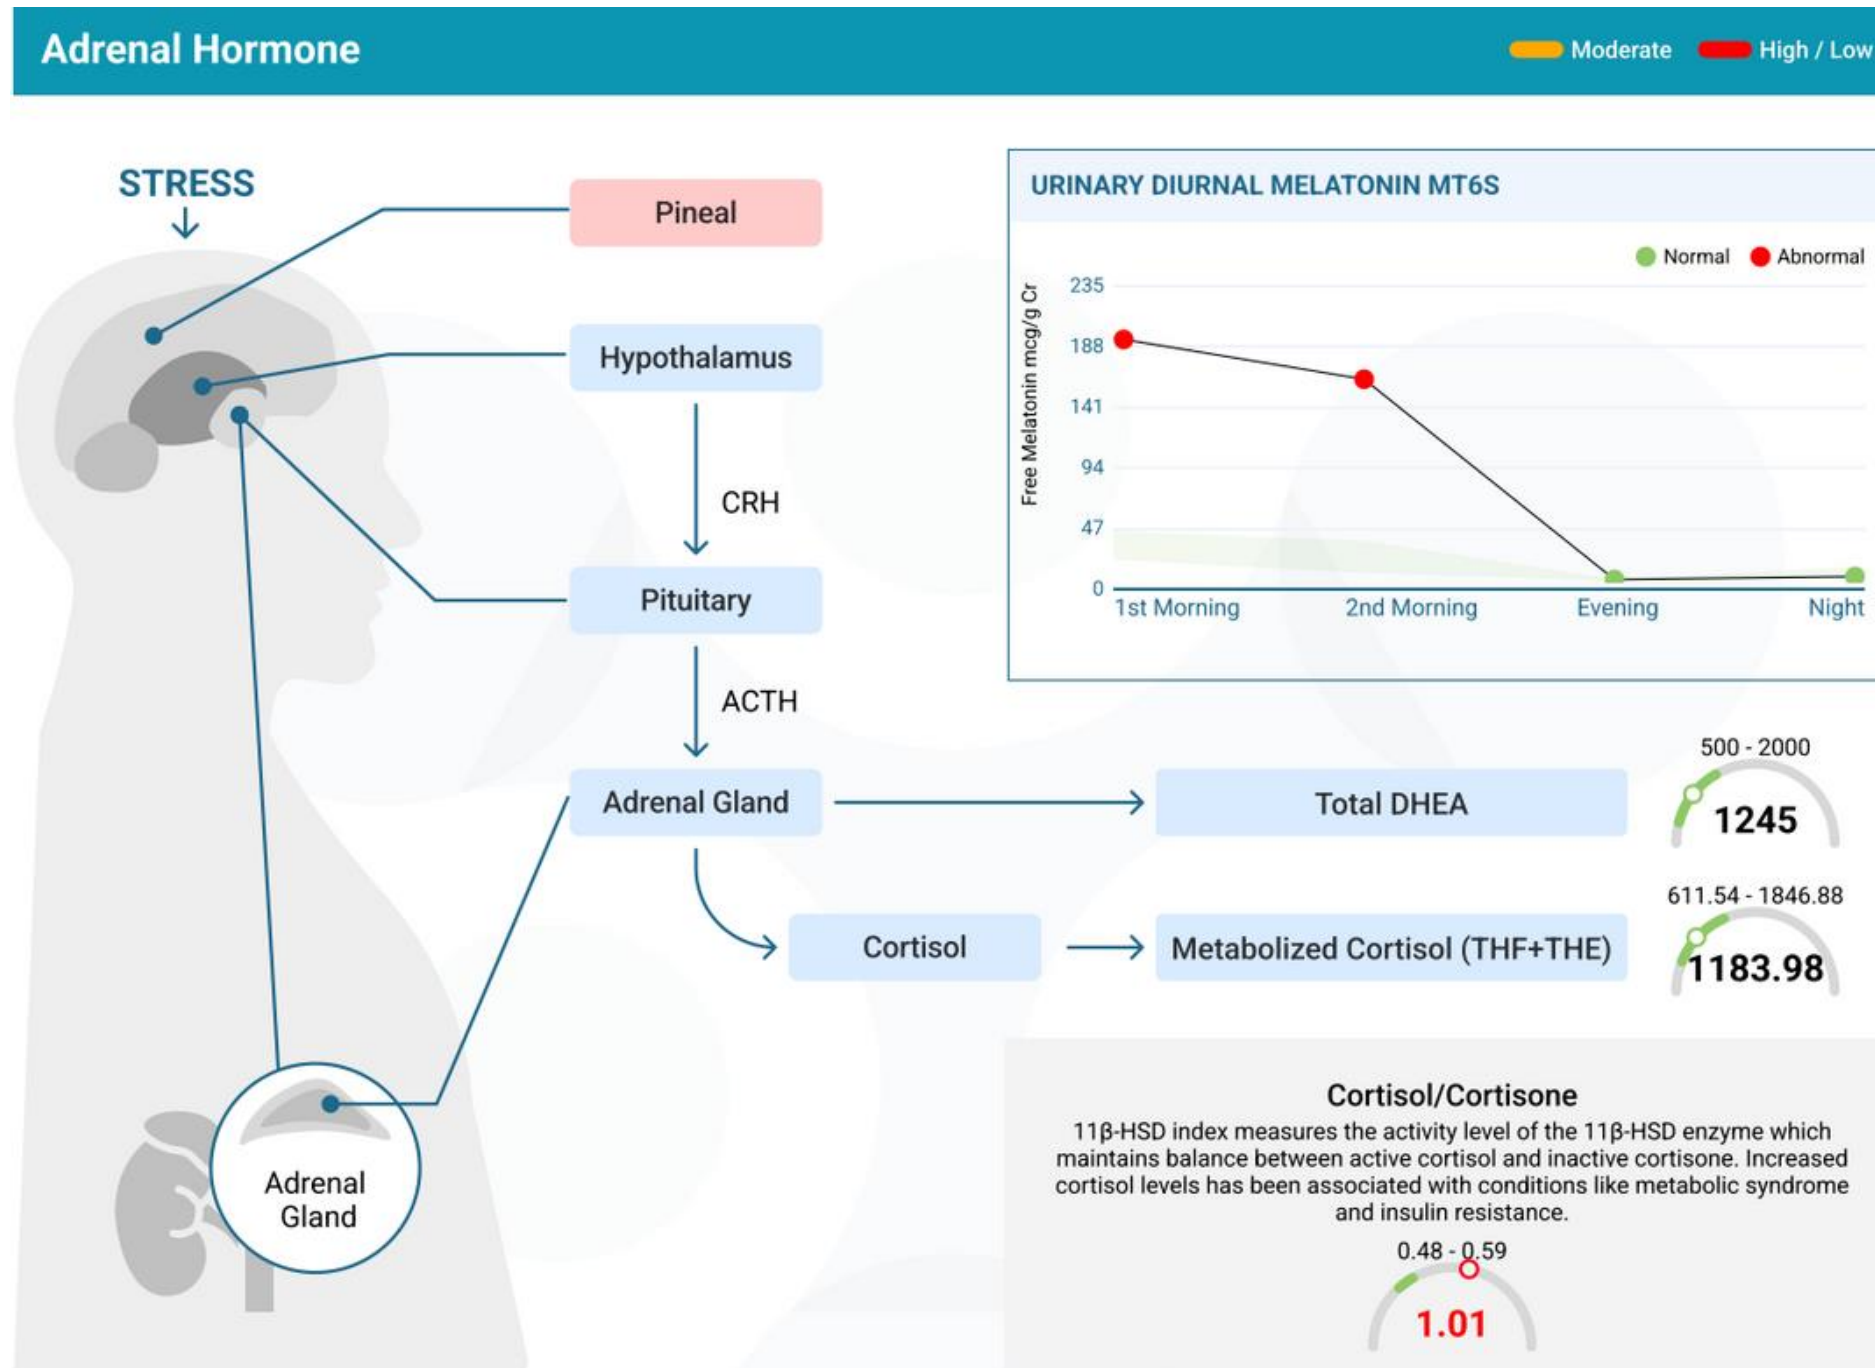 Adrenal Hormone
Moderate
High / Low
STRESS
Pineal
Hypothalamus
CRH
Pituitary
ACTH
Adrenal Gland
Cortisol
Adrenal
Gland
URINARY DIURNAL MELATONIN MT6S
Normal
Abnormal
Free Melatonin mcg/g Cr
235
188
141
94
47
0
1st Morning
2nd Morning
Evening
Night
Total DHEA
500 - 2000
1245
Metabolized Cortisol (THF+THE)
611.54 - 1846.88
1183.98
Cortisol/Cortisone
11β-HSD index measures the activity level of the 11β-HSD enzyme which
maintains balance between active cortisol and inactive cortisone. Increased
cortisol levels has been associated with conditions like metabolic syndrome
and insulin resistance.
0.48 - 0.59
1.01